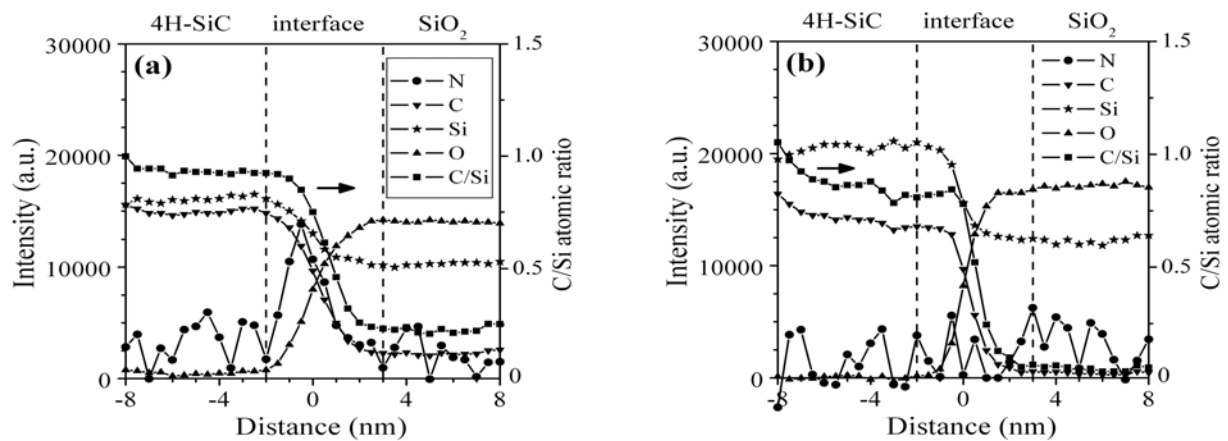 4H-SiC interface SiO2
30000
20000
10000
0
1.5
1.0
0.5
0
(a)
N
C
Si
O
C/Si
Intensity (a.u.)
C/Si atomic ratio
-8 -4 0 4 8
Distance (nm)
4H-SiC interface SiO2
30000
20000
10000
0
1.5
1.0
0.5
0
(b)
N
C
Si
O
C/Si
Intensity (a.u.)
C/Si atomic ratio
-8 -4 0 4 8
Distance (nm)